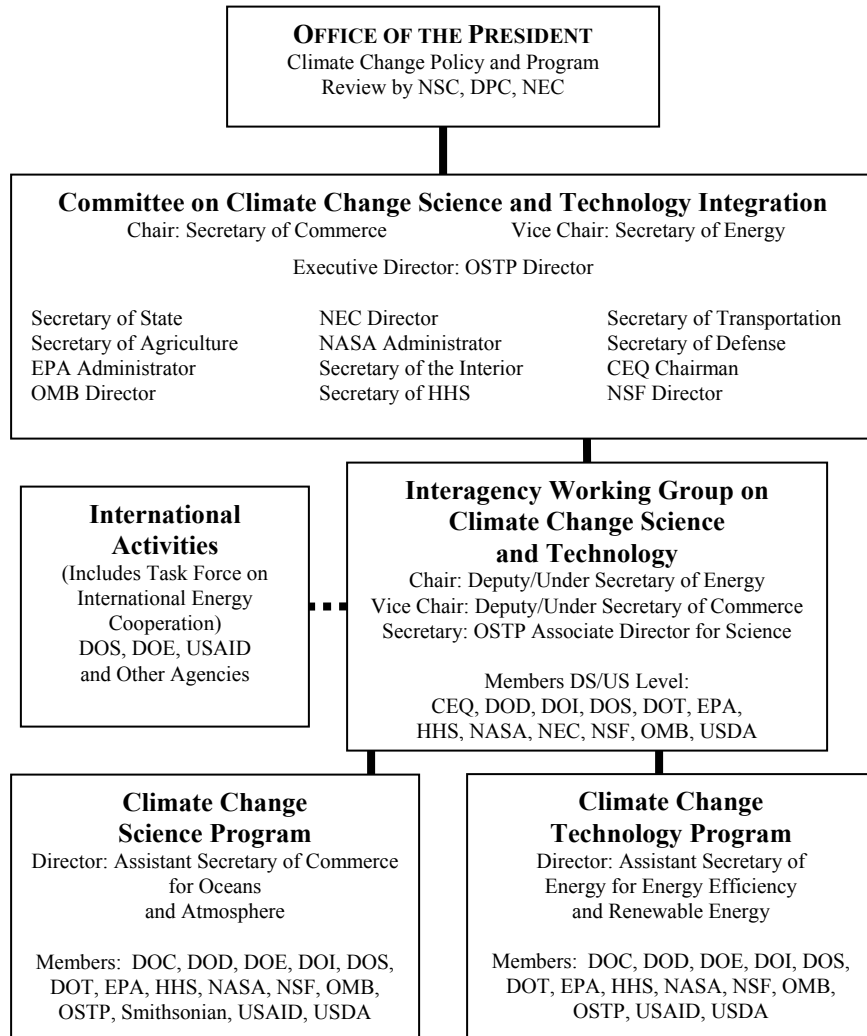 OFFICE OF THE PRESIDENT
Climate Change Policy and Program
Review by NSC, DPC, NEC
Committee on Climate Change Science and Technology Integration
Chair: Secretary of Commerce Vice Chair: Secretary of Energy
Executive Director: OSTP Director
Secretary of State NEC Director Secretary of Transportation
Secretary of Agriculture NASA Administrator Secretary of Defense
EPA Administrator Secretary of the Interior CEQ Chairman
OMB Director Secretary of HHS NSF Director
International
Activities
(Includes Task Force on
International Energy
Cooperation)
DOS, DOE, USAID
and Other Agencies
Interagency Working Group on
Climate Change Science
and Technology
Chair: Deputy/Under Secretary of Energy
Vice Chair: Deputy/Under Secretary of Commerce
Secretary: OSTP Associate Director for Science
Members DS/US Level:
CEQ, DOD, DOI, DOS, DOT, EPA,
HHS, NASA, NEC, NSF, OMB, USDA
Climate Change
Science Program
Director: Assistant Secretary of Commerce
for Oceans
and Atmosphere
Members: DOC, DOD, DOE, DOI, DOS,
DOT, EPA, HHS, NASA, NSF, OMB,
OSTP, Smithsonian, USAID, USDA
Climate Change
Technology Program
Director: Assistant Secretary of
Energy for Energy Efficiency
and Renewable Energy
Members: DOC, DOD, DOE, DOI, DOS,
DOT, EPA, HHS, NASA, NSF, OMB,
OSTP, USAID, USDA